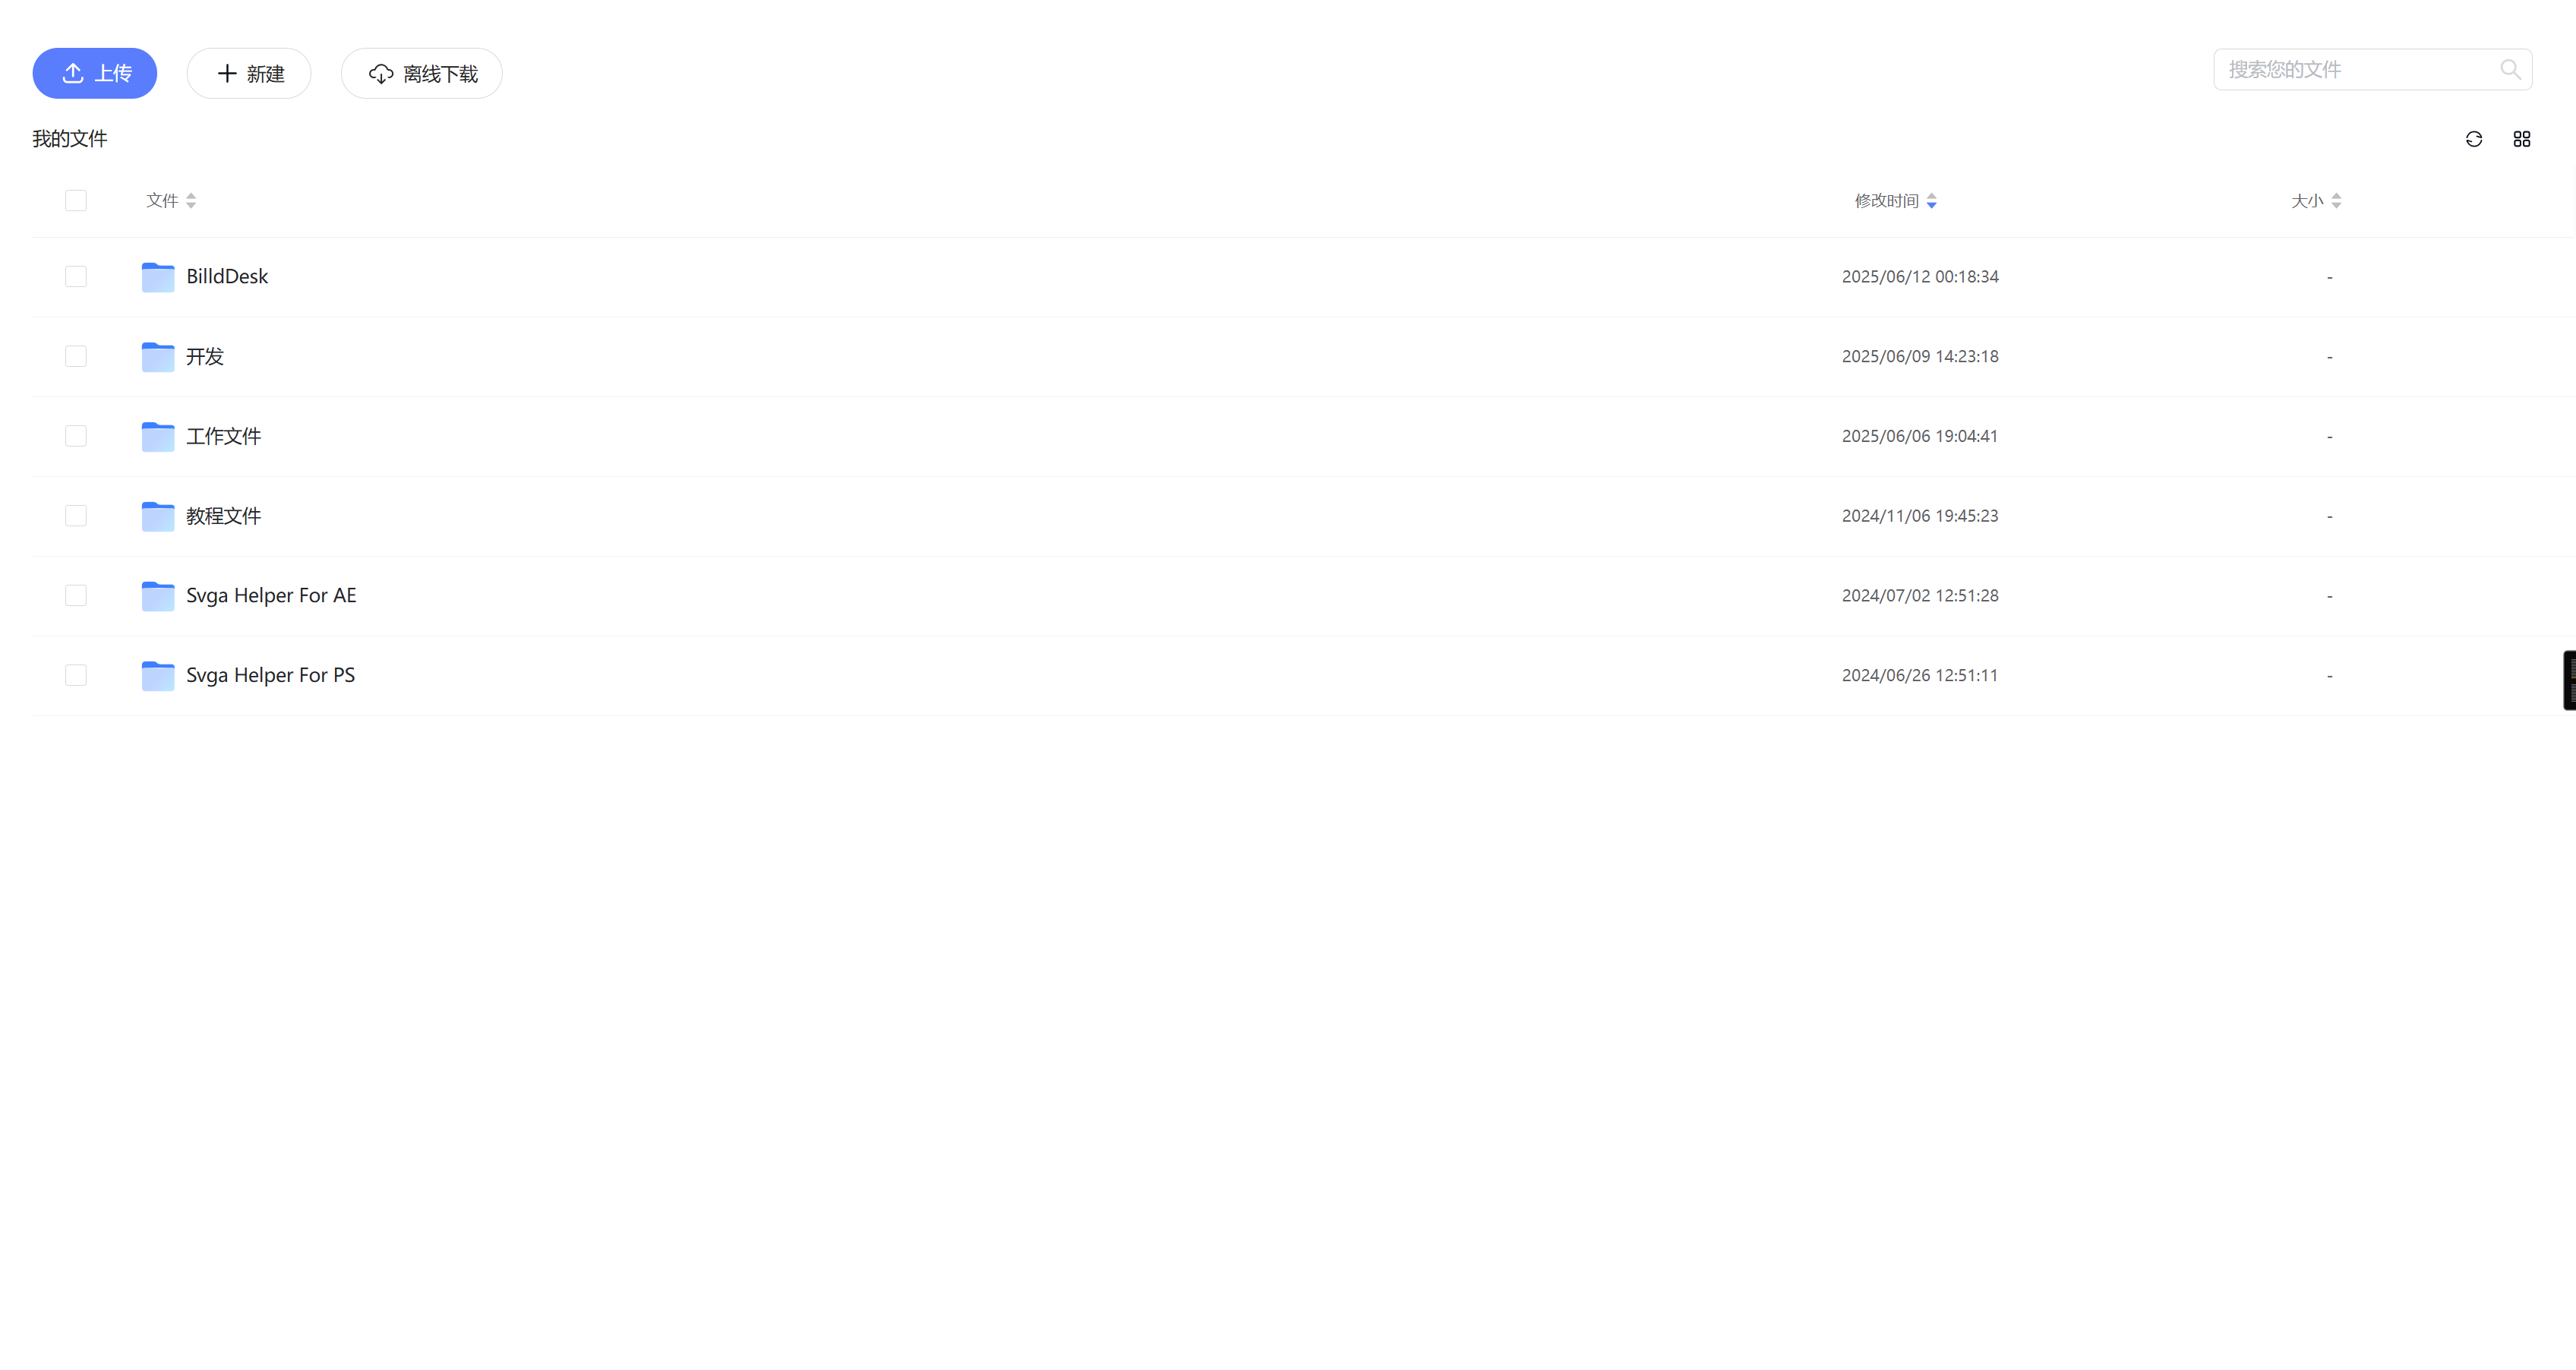 上传 新建 离线下载 搜索您的文件
我的文件
文件 修改时间 大小
BilldDesk 2025/06/12 00:18:34 -
开发 2025/06/09 14:23:18 -
工作文件 2025/06/06 19:04:41 -
教程文件 2024/11/06 19:45:23 -
Svga Helper For AE 2024/07/02 12:51:28 -
Svga Helper For PS 2024/06/26 12:51:11 -